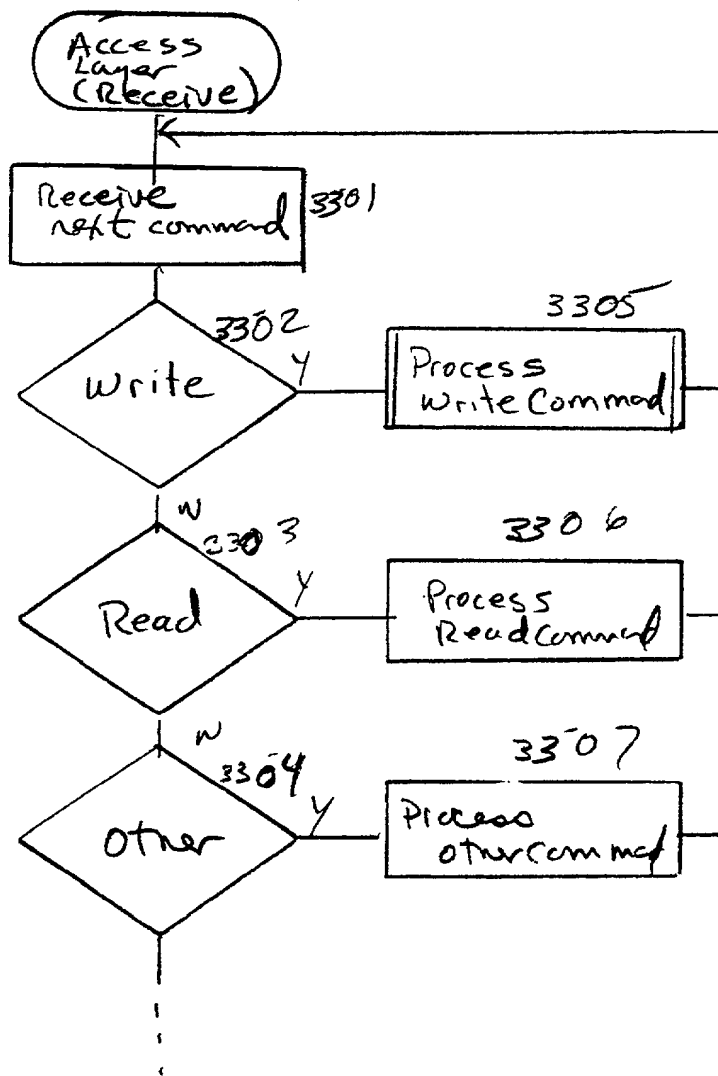 Access
Layer
(Receive)
Receive
next command
3301
3302
Write
Y
3305
Process
Write Command
N
3303
Read
Y
3306
Process
Read command
N
3304
other
Y
3307
Process
other command